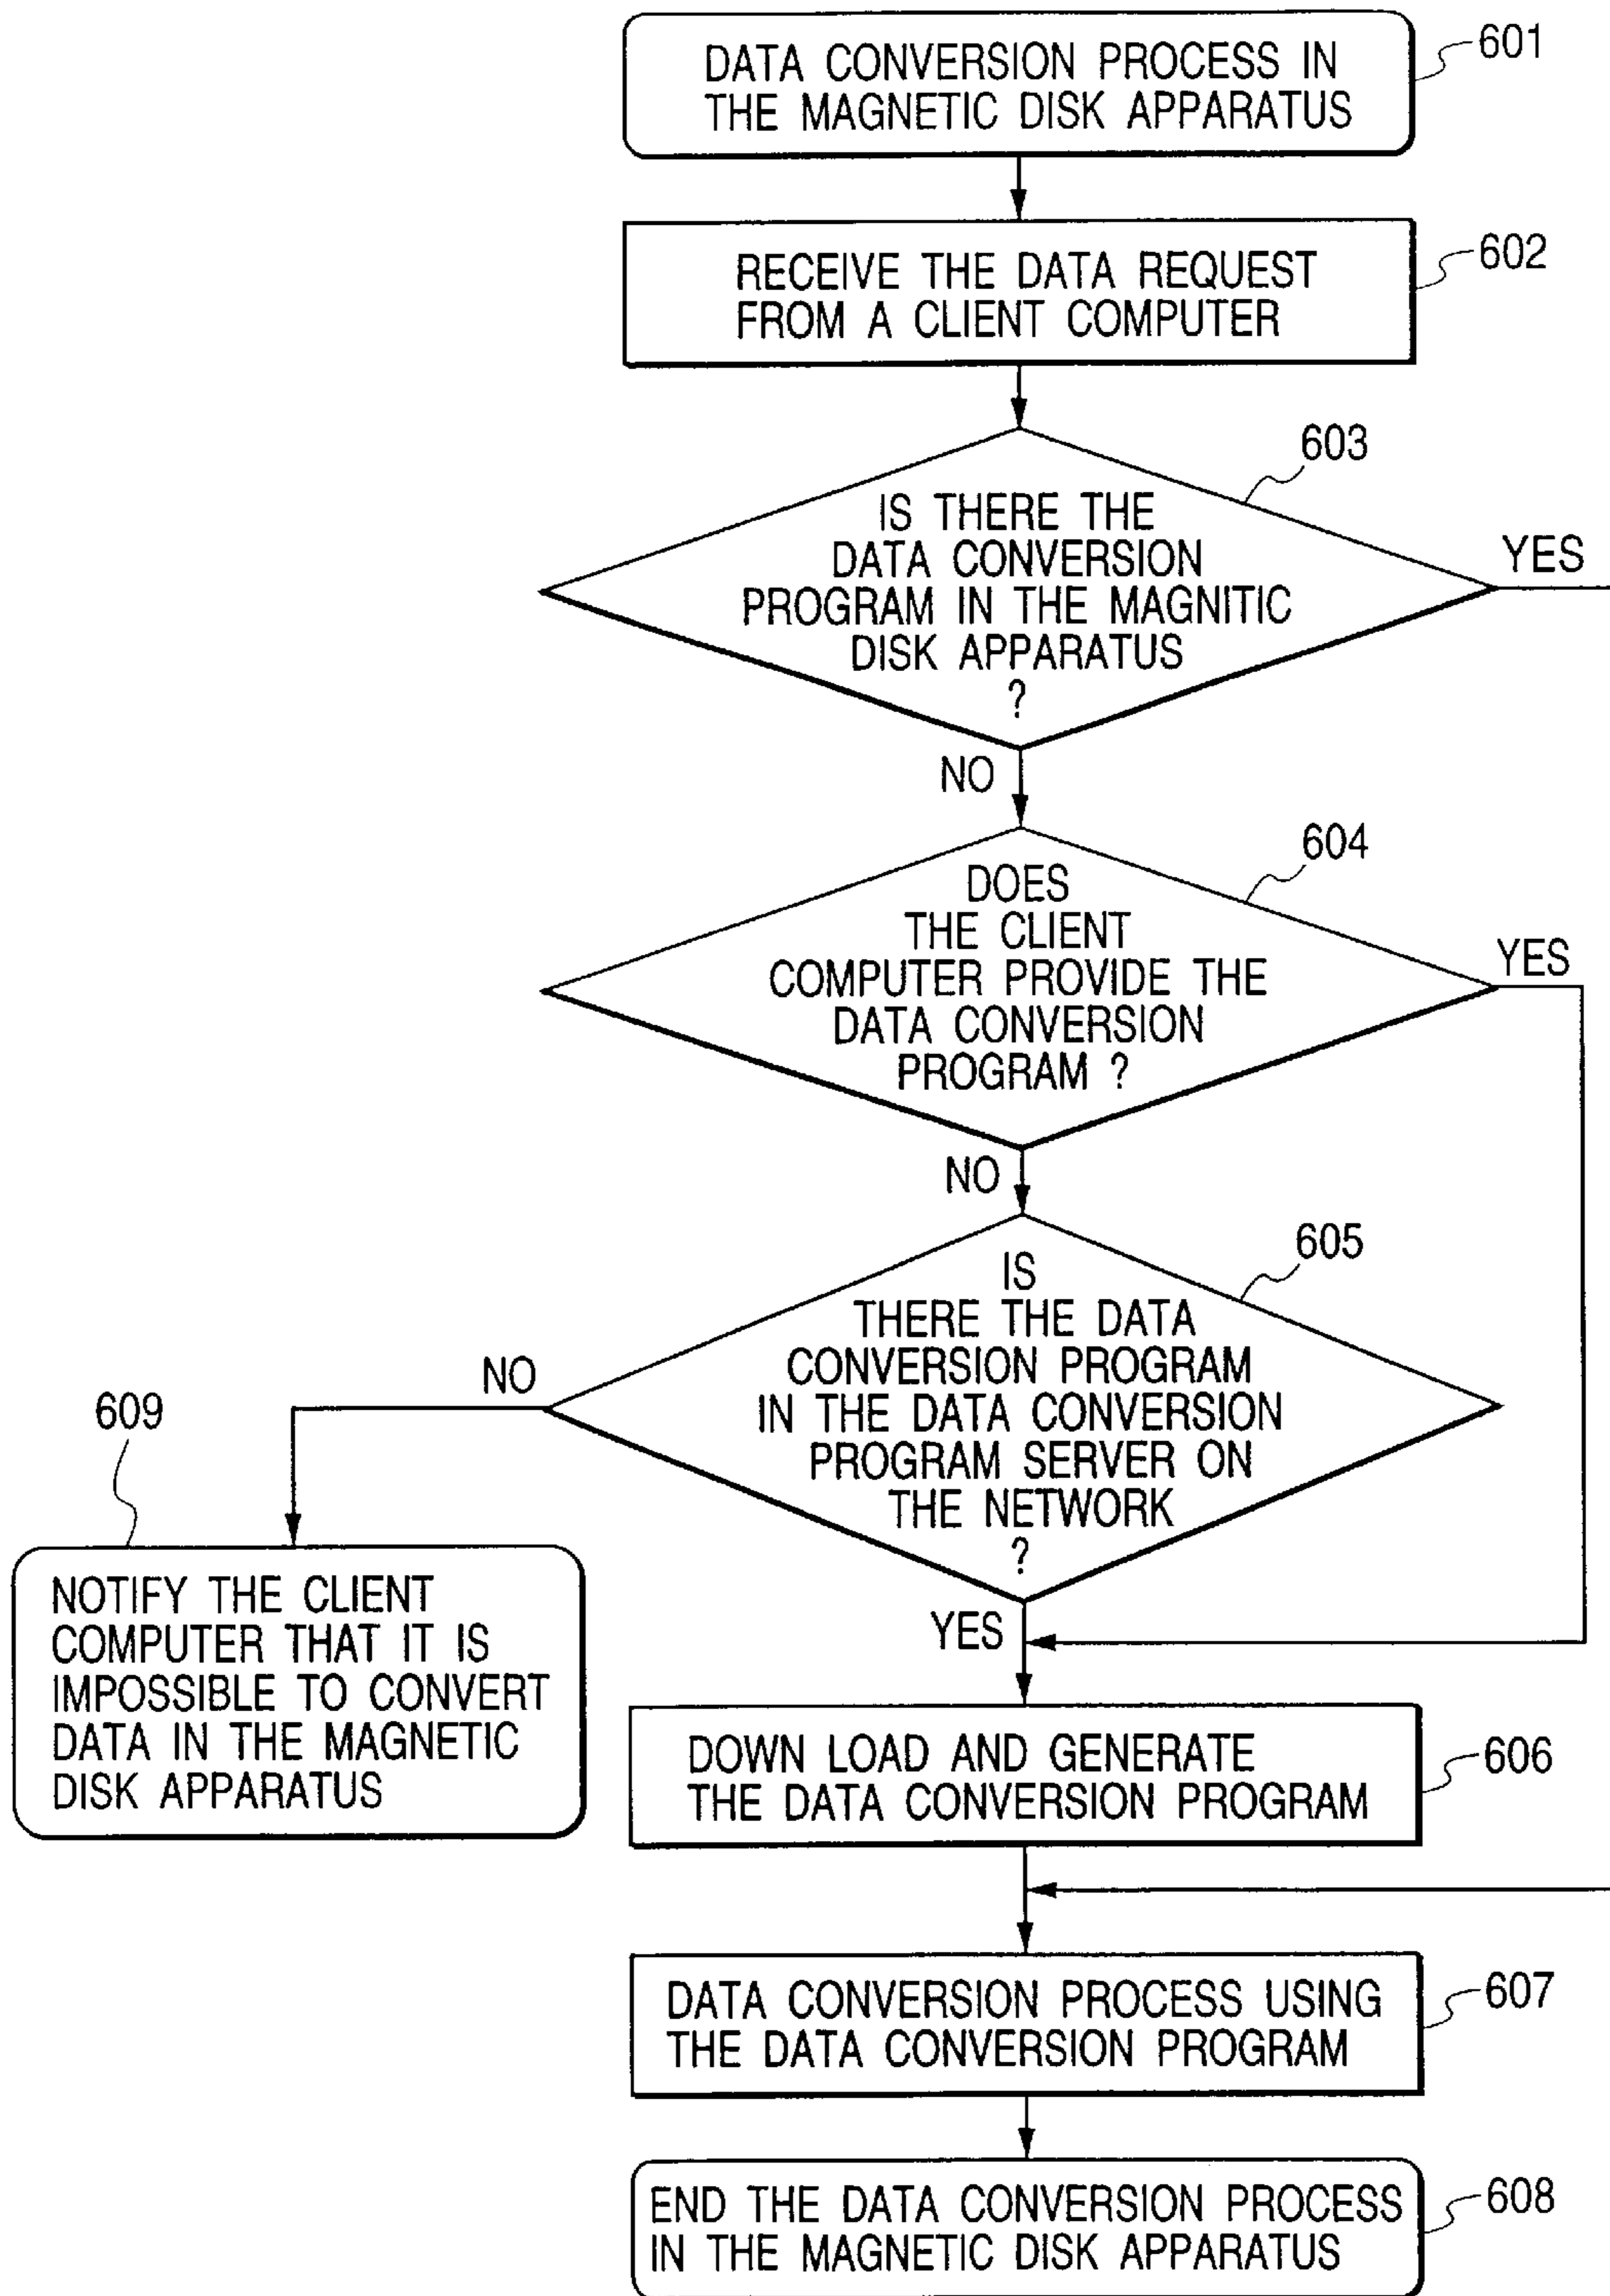 DATA CONVERSION PROCESS IN
THE MAGNETIC DISK APPARATUS
601
RECEIVE THE DATA REQUEST
FROM A CLIENT COMPUTER
602
603
IS THERE THE
DATA CONVERSION
PROGRAM IN THE MAGNITIC
DISK APPARATUS
?
YES
NO
604
DOES
THE CLIENT
COMPUTER PROVIDE THE
DATA CONVERSION
PROGRAM ?
YES
NO
605
IS
THERE THE DATA
CONVERSION PROGRAM
IN THE DATA CONVERSION
PROGRAM SERVER ON
THE NETWORK
?
NO
YES
609
NOTIFY THE CLIENT
COMPUTER THAT IT IS
IMPOSSIBLE TO CONVERT
DATA IN THE MAGNETIC
DISK APPARATUS
DOWN LOAD AND GENERATE
THE DATA CONVERSION PROGRAM
606
DATA CONVERSION PROCESS USING
THE DATA CONVERSION PROGRAM
607
END THE DATA CONVERSION PROCESS
IN THE MAGNETIC DISK APPARATUS
608